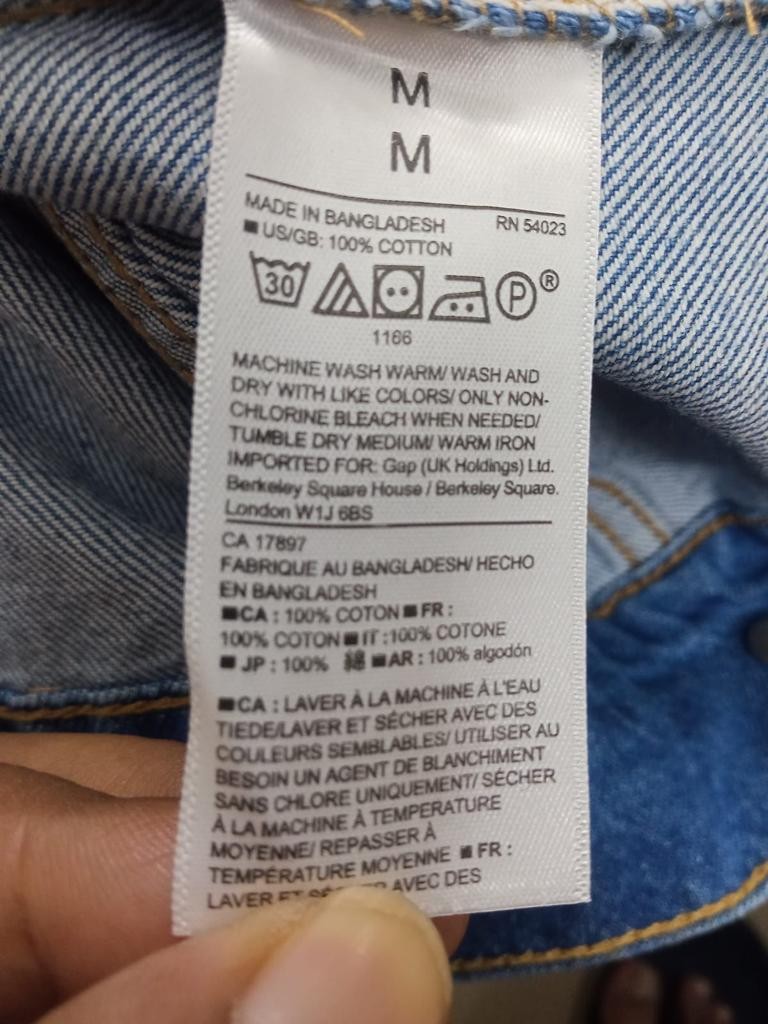 M
M
MADE IN BANGLADESH RN 54023
■ US/GB: 100% COTTON
30 P ®
1166
MACHINE WASH WARM/ WASH AND
DRY WITH LIKE COLORS/ ONLY NON-
CHLORINE BLEACH WHEN NEEDED/
TUMBLE DRY MEDIUM/ WARM IRON
IMPORTED FOR: Gap (UK Holdings) Ltd.
Berkeley Square House / Berkeley Square.
London W1J 6BS
CA 17897
FABRIQUE AU BANGLADESH/ HECHO
EN BANGLADESH
■CA : 100% COTON ■ FR :
100% COTON ■ IT :100% COTONE
■ JP : 100% 綿 ■ AR : 100% algodón
■CA : LAVER À LA MACHINE À L'EAU
TIEDE/LAVER ET SÉCHER AVEC DES
COULEURS SEMBLABLES/ UTILISER AU
BESOIN UN AGENT DE BLANCHIMENT
SANS CHLORE UNIQUEMENT/ SÉCHER
À LA MACHINE À TEMPERATURE
MOYENNE/ REPASSER À
TEMPÉRATURE MOYENNE ■ FR :
LAVER ET SÉCHER AVEC DES